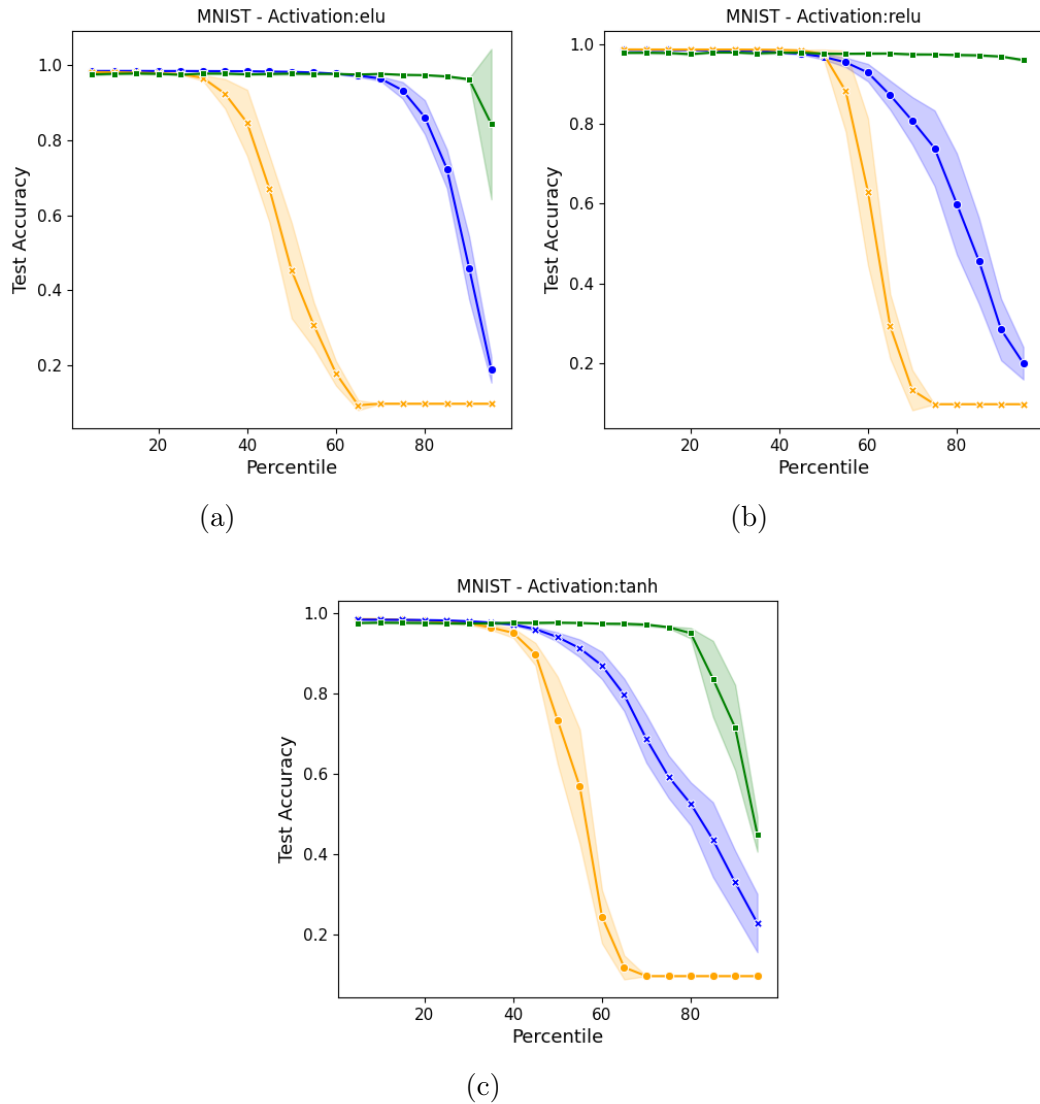 MNIST - Activation:elu
1.0
0.8
0.6
0.4
0.2
Test Accuracy
20 40 60 80
Percentile
(a)
MNIST - Activation:relu
1.0
0.8
0.6
0.4
0.2
Test Accuracy
20 40 60 80
Percentile
(b)
MNIST - Activation:tanh
1.0
0.8
0.6
0.4
0.2
Test Accuracy
20 40 60 80
Percentile
(c)